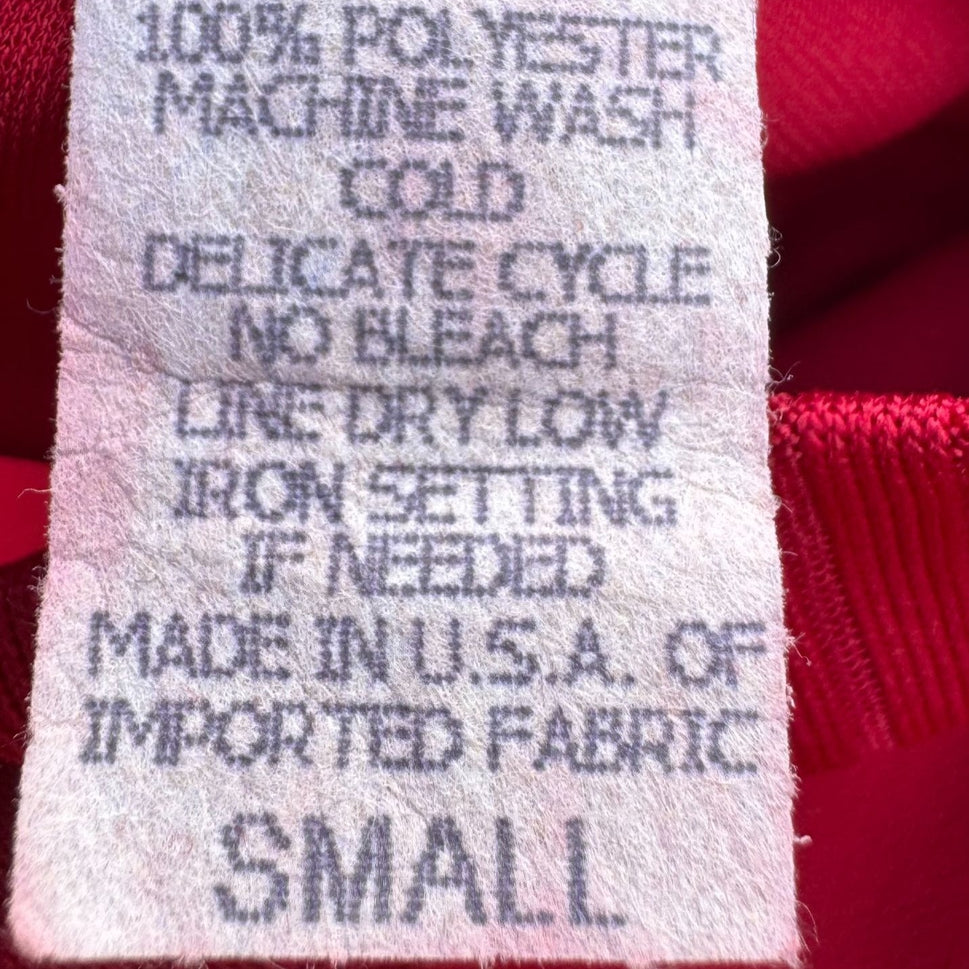 100% POLYESTER
MACHINE WASH
COLD
DELICATE CYCLE
NO BLEACH
LINE DRY LOW
IRON SETTING
IF NEEDED
MADE IN U.S.A. OF
IMPORTED FABRIC
SMALL